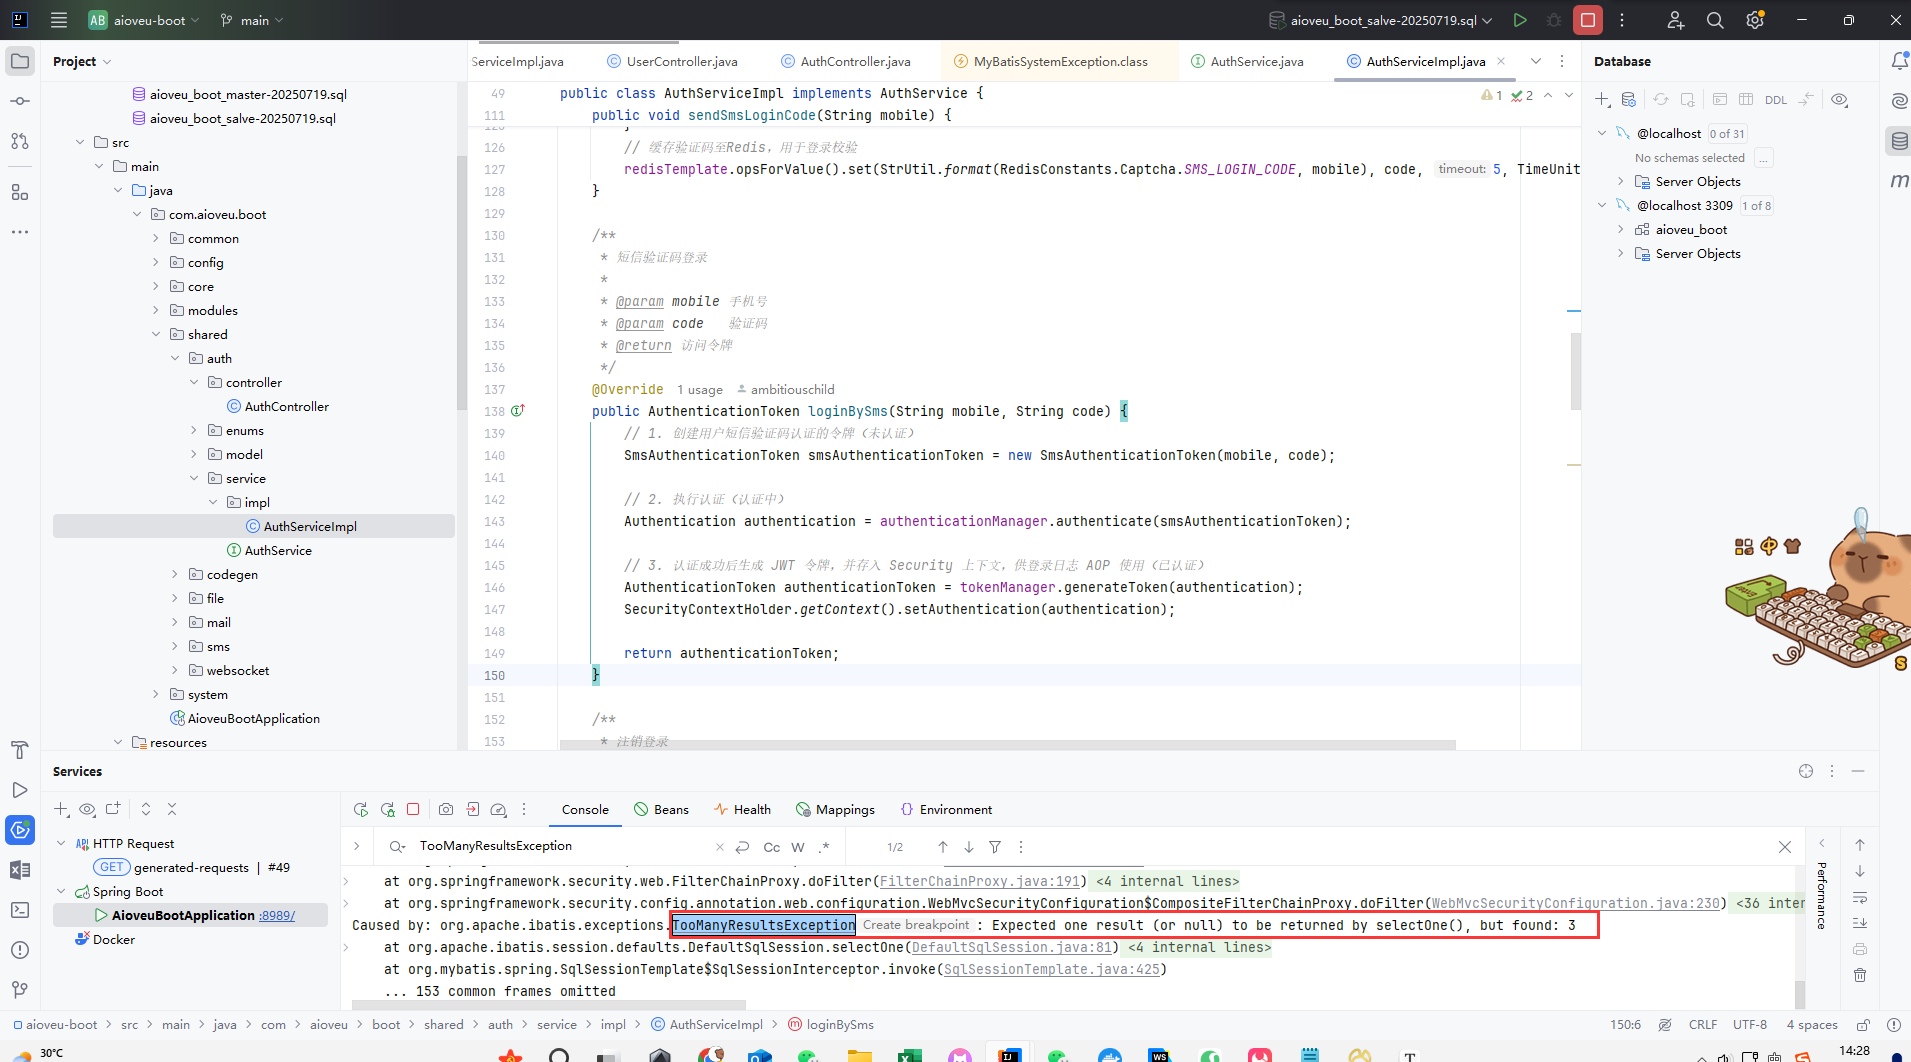 AB aioveu-boot main aioveu_boot_salve-20250719.sql
Project
aioveu_boot_master-20250719.sql
aioveu_boot_salve-20250719.sql
src
main
java
com.aioveu.boot
common
config
core
modules
shared
auth
controller
AuthController
enums
model
service
impl
AuthServiceImpl
AuthService
codegen
file
mail
sms
websocket
system
AioveuBootApplication
resources
ServiceImpl.java UserController.java AuthController.java MyBatisSystemException.class AuthService.java AuthServiceImpl.java
1 2
49 public class AuthServiceImpl implements AuthService {
111 public void sendSmsLoginCode(String mobile) {
126 // 缓存验证码至Redis，用于登录校验
127 redisTemplate.opsForValue().set(StrUtil.format(RedisConstants.Captcha.SMS_LOGIN_CODE, mobile), code, timeout: 5, TimeUnit
128 }
129
130 /**
131 * 短信验证码登录
132 *
133 * @param mobile 手机号
134 * @param code 验证码
135 * @return 访问令牌
136 */
137 @Override 1 usage ambitiouschild
138 public AuthenticationToken loginBySms(String mobile, String code) {
139 // 1. 创建用户短信验证码认证的令牌（未认证）
140 SmsAuthenticationToken smsAuthenticationToken = new SmsAuthenticationToken(mobile, code);
141
142 // 2. 执行认证（认证中）
143 Authentication authentication = authenticationManager.authenticate(smsAuthenticationToken);
144
145 // 3. 认证成功后生成 JWT 令牌，并存入 Security 上下文，供登录日志 AOP 使用（已认证）
146 AuthenticationToken authenticationToken = tokenManager.generateToken(authentication);
147 SecurityContextHolder.getContext().setAuthentication(authentication);
148
149 return authenticationToken;
150 }
151
152 /**
153 * 注销登录
Database
DDL
@localhost 0 of 31
No schemas selected ...
Server Objects
@localhost 3309 1 of 8
aioveu_boot
Server Objects
m
Services
HTTP Request
GET generated-requests | #49
Spring Boot
AioveuBootApplication :8989/
Docker
Console Beans Health Mappings Environment
TooManyResultsException Cc W .* 1/2
at org.springframework.security.web.FilterChainProxy.doFilter(FilterChainProxy.java:191) <4 internal lines>
at org.springframework.security.config.annotation.web.configuration.WebMvcSecurityConfiguration$CompositeFilterChainProxy.doFilter(WebMvcSecurityConfiguration.java:230) <36 inter
Caused by: org.apache.ibatis.exceptions.TooManyResultsException Create breakpoint : Expected one result (or null) to be returned by selectOne(), but found: 3
at org.apache.ibatis.session.defaults.DefaultSqlSession.selectOne(DefaultSqlSession.java:81) <4 internal lines>
at org.mybatis.spring.SqlSessionTemplate$SqlSessionInterceptor.invoke(SqlSessionTemplate.java:425)
... 153 common frames omitted
Performance
aioveu-boot > src > main > java > com > aioveu > boot > shared > auth > service > impl > AuthServiceImpl > loginBySms 150:6 CRLF UTF-8 4 spaces
30°C
14:28